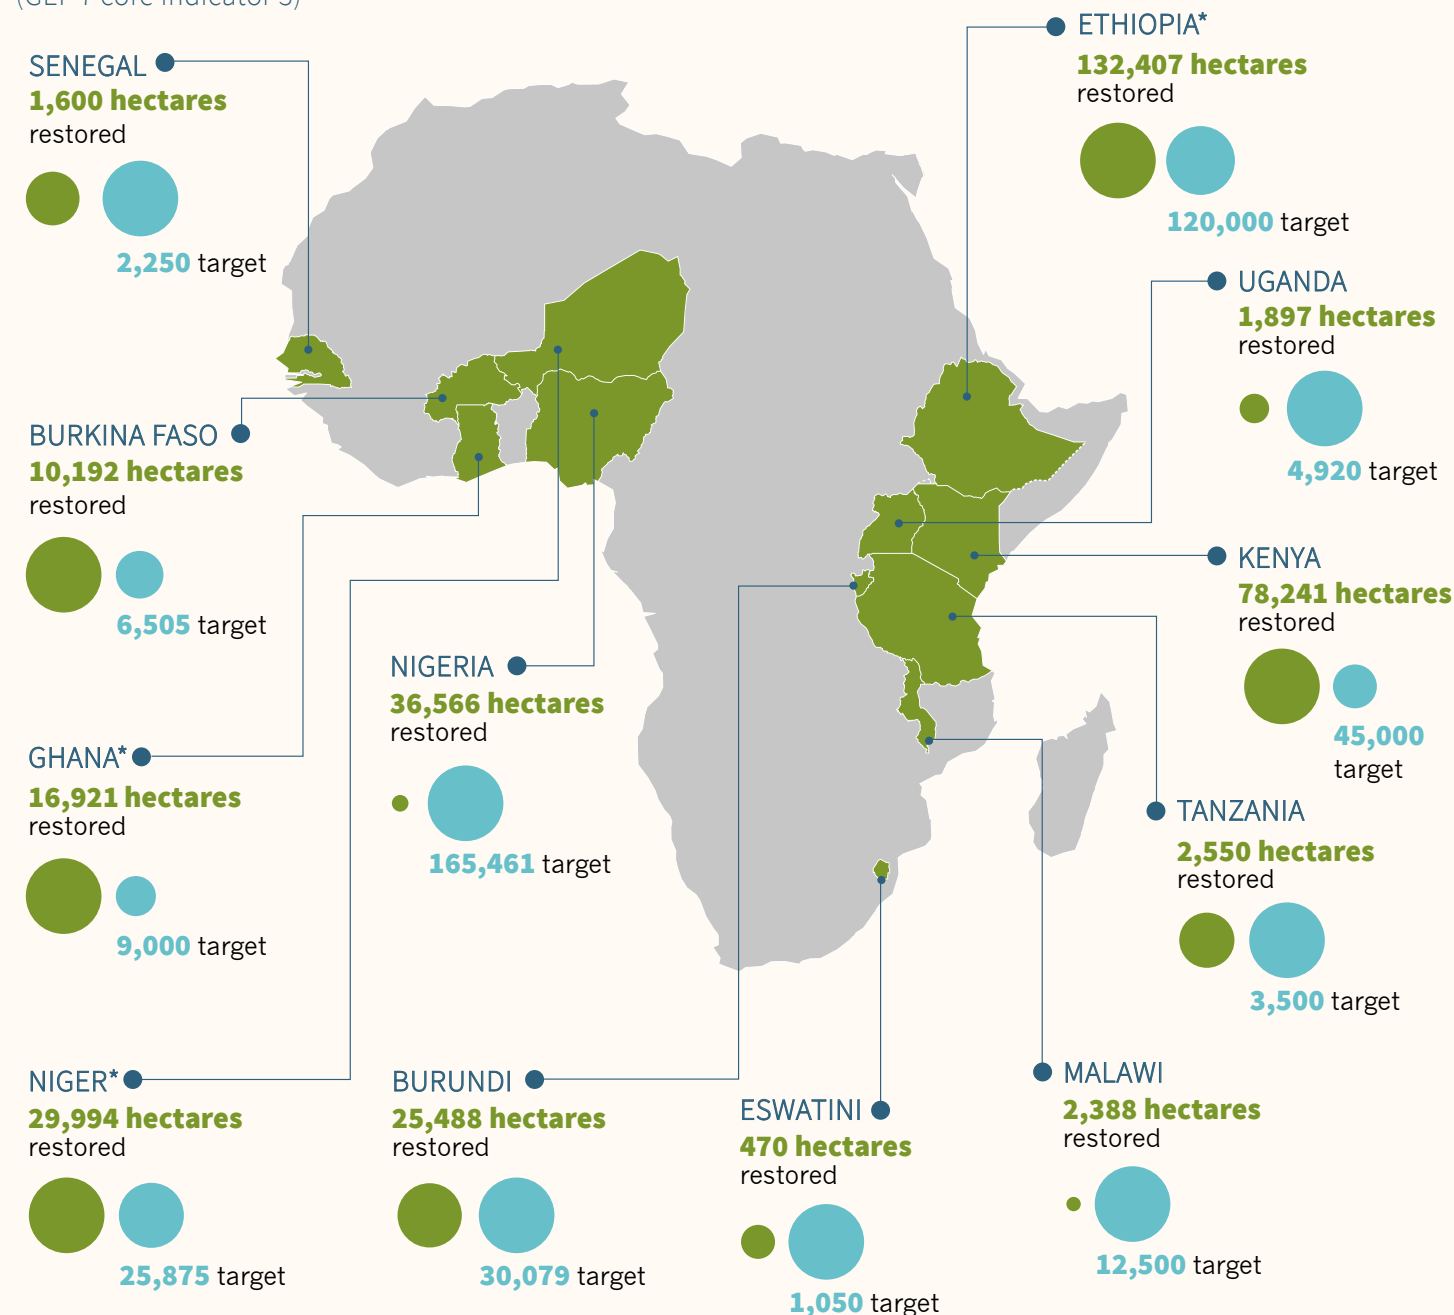 (GEF-7 core indicator 3)
SENEGAL
1,600 hectares
restored
2,250 target
BURKINA FASO
10,192 hectares
restored
6,505 target
GHANA*
16,921 hectares
restored
9,000 target
NIGER*
29,994 hectares
restored
25,875 target
NIGERIA
36,566 hectares
restored
165,461 target
BURUNDI
25,488 hectares
restored
30,079 target
ESWATINI
470 hectares
restored
1,050 target
ETHIOPIA*
132,407 hectares
restored
120,000 target
UGANDA
1,897 hectares
restored
4,920 target
KENYA
78,241 hectares
restored
45,000
target
TANZANIA
2,550 hectares
restored
3,500 target
MALAWI
2,388 hectares
restored
12,500 target